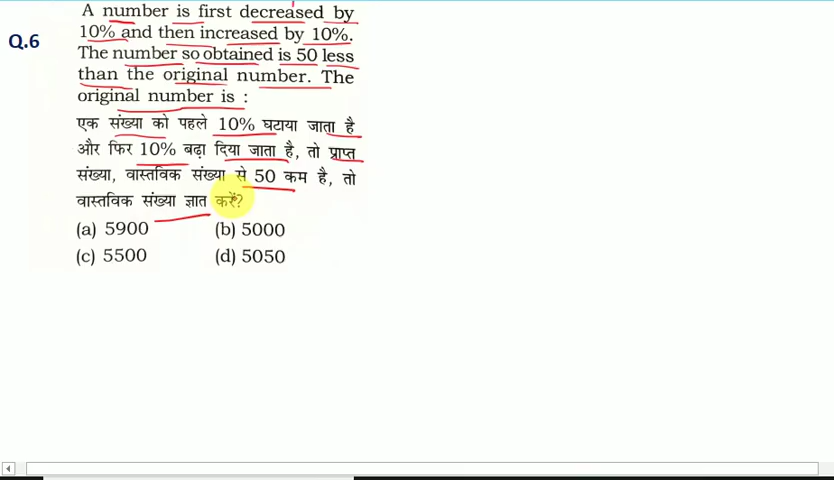 A number is first decreased by
Q.6
10% and then increased by 10%.
The number so obtained is 50 less
than the original number. The
original number is :
एक संख्या को पहले 10% घटाया जाता है
और फिर 10% बढ़ा दिया जाता है, तो प्राप्त
संख्या, वास्तविक संख्या से 50 कम है, तो
वास्तविक संख्या ज्ञात करें?
(a) 5900 (b) 5000
(c) 5500 (d) 5050